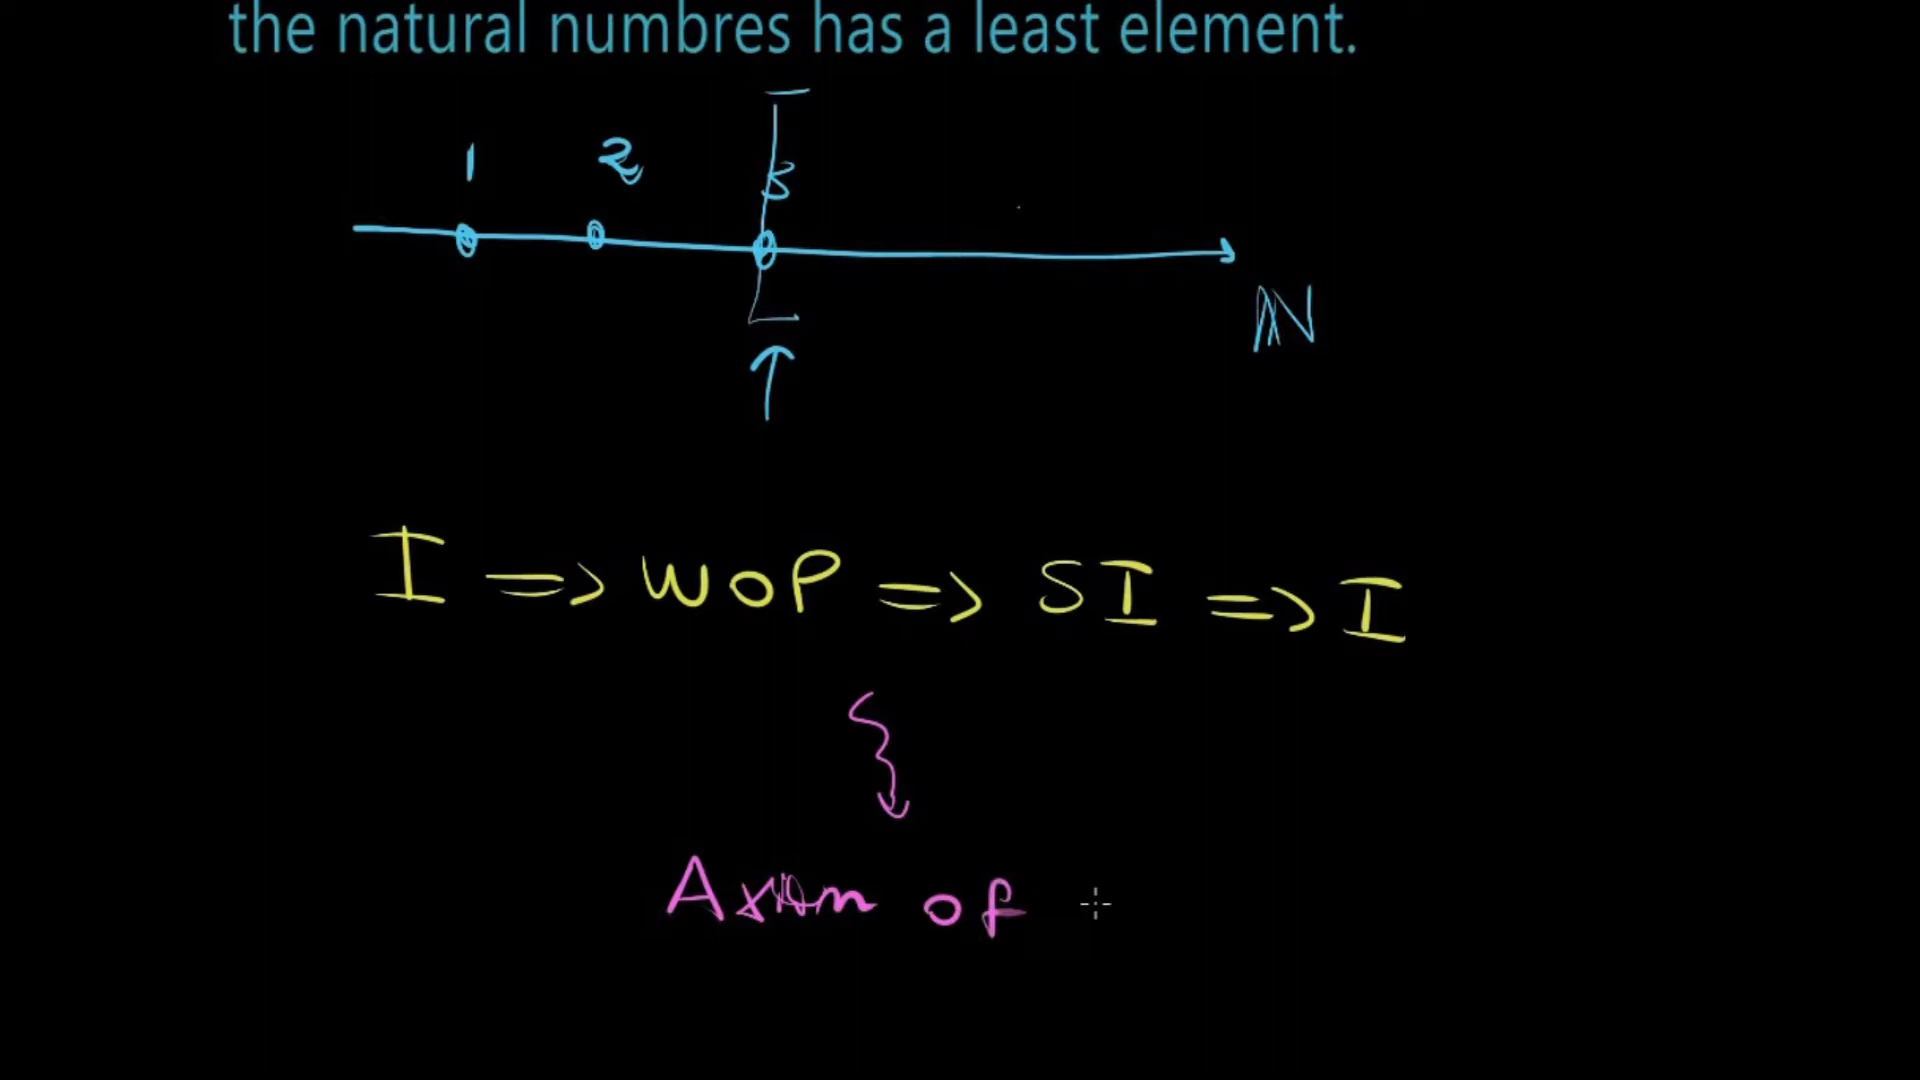 the natural numbres has a least element.
1 2 3
ℕ
I => WOP => SI => I
Axiom of